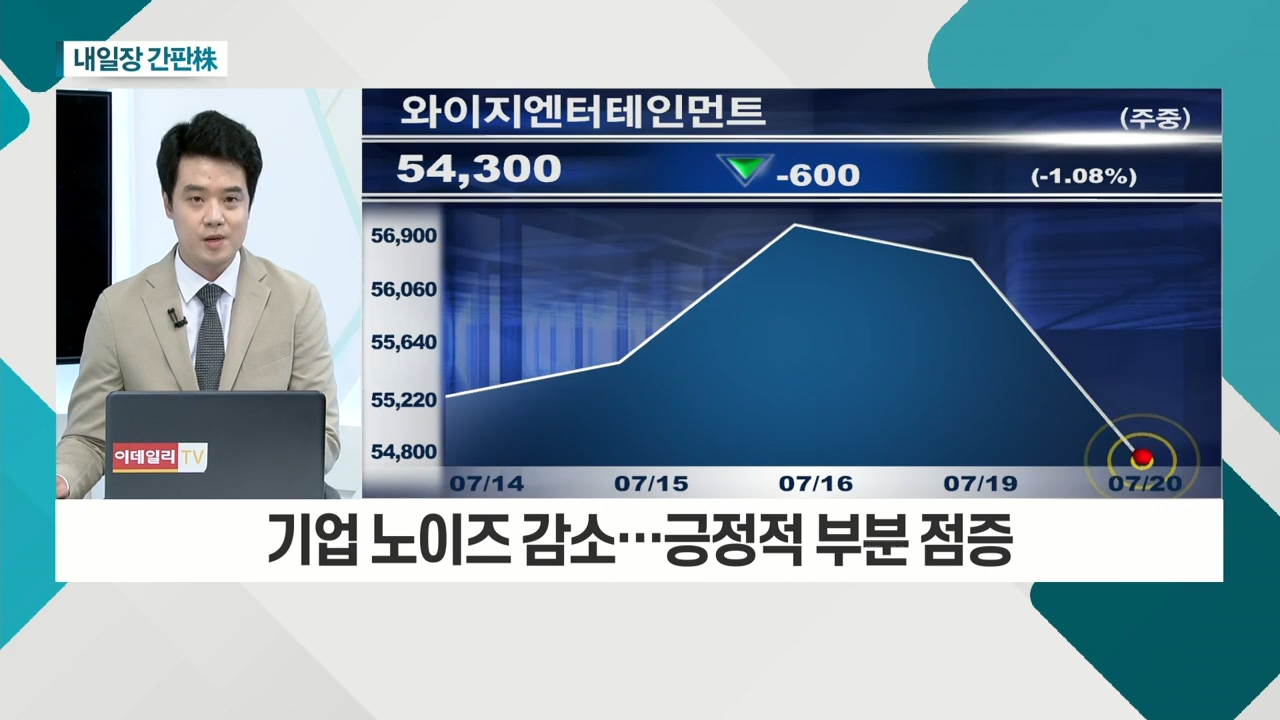 내일장 간판株
와이지엔터테인먼트 (주중)
54,300 -600 (-1.08%)
56,900
56,060
55,640
55,220
54,800
07/14 07/15 07/16 07/19 07/20
이데일리TV
기업 노이즈 감소…긍정적 부분 점증